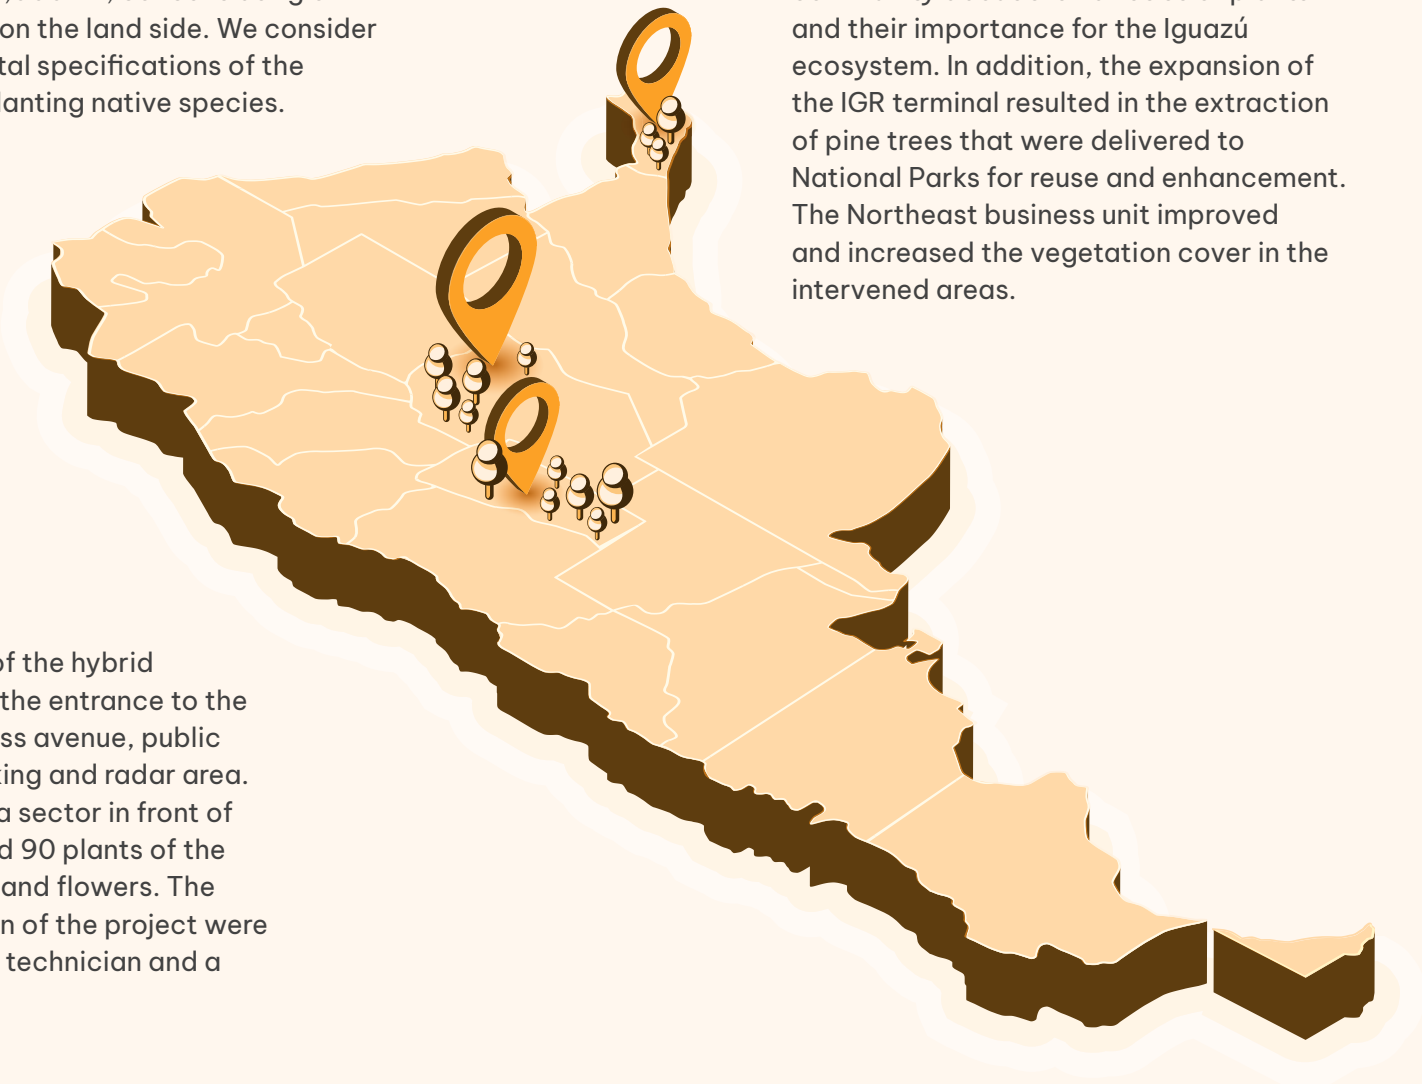 on the land side. We consider
specifications of the
native species.
and their importance for the Iguazú
ecosystem. In addition, the expansion of
the IGR terminal resulted in the extraction
of pine trees that were delivered to
National Parks for reuse and enhancement.
The Northeast business unit improved
and increased the vegetation cover in the
intervened areas.
of the hybrid
the entrance to the
avenue, public
and radar area.
a sector in front of
90 plants of the
and flowers. The
of the project were
technician and a